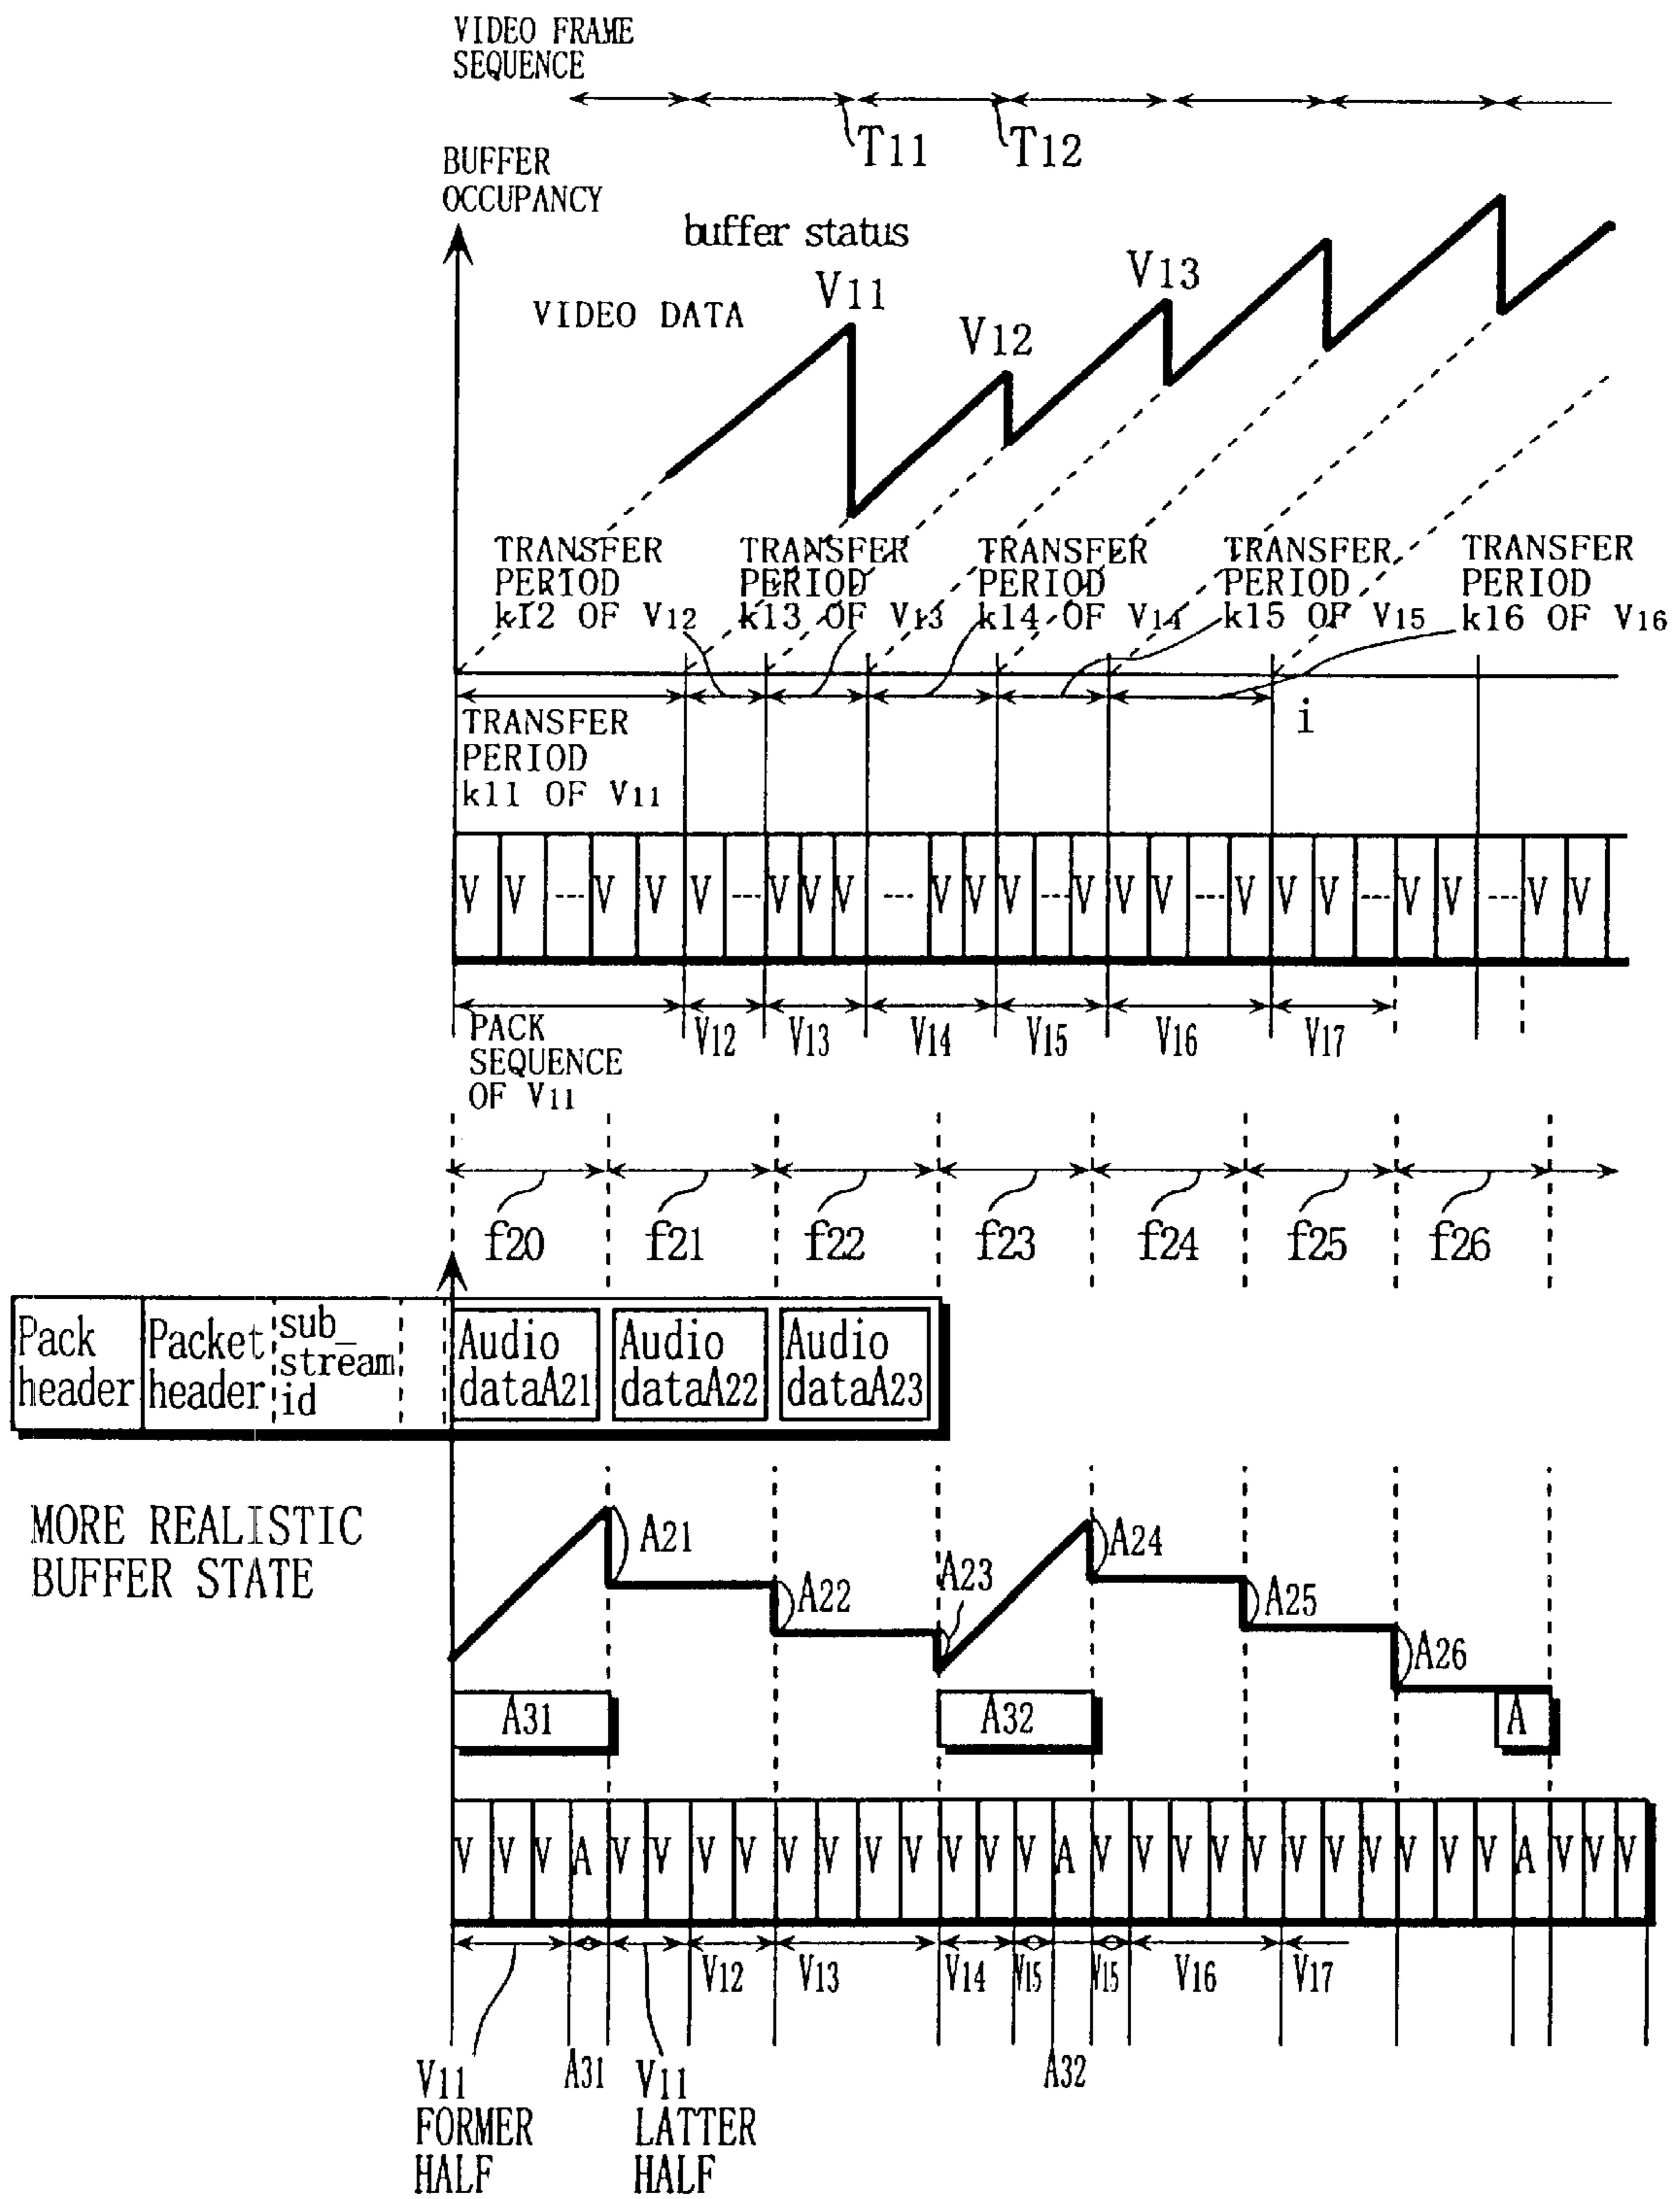 VIDEO FRAME
SEQUENCE
T11
T12
BUFFER
OCCUPANCY
buffer status
V11
V13
VIDEO DATA
V12
TRANSFER
PERIOD
k12 OF V12
TRANSFER
PERIOD
k13 OF V13
TRANSFER
PERIOD
k14 OF V14
TRANSFER
PERIOD
k15 OF V15
TRANSFER
PERIOD
k16 OF V16
TRANSFER
PERIOD
k11 OF V11
i
V V --- V V V --- V V V --- V V V --- V V V --- V V V --- V V --- V V
PACK
SEQUENCE
OF V11
V12 V13 V14 V15 V16 V17
f20 f21 f22 f23 f24 f25 f26
Pack
header
Packet
header
sub_
stream
id
Audio
dataA21
Audio
dataA22
Audio
dataA23
MORE REALISTIC
BUFFER STATE
A21
A22
A23
A24
A25
A26
A31
A32
A
V V V A V V V V V V V V V V V A V V V V V V V V V V A V V V
V12 V13 V14 V15 V15 V16 V17
A31
A32
V11
FORMER
HALF
V11
LATTER
HALF